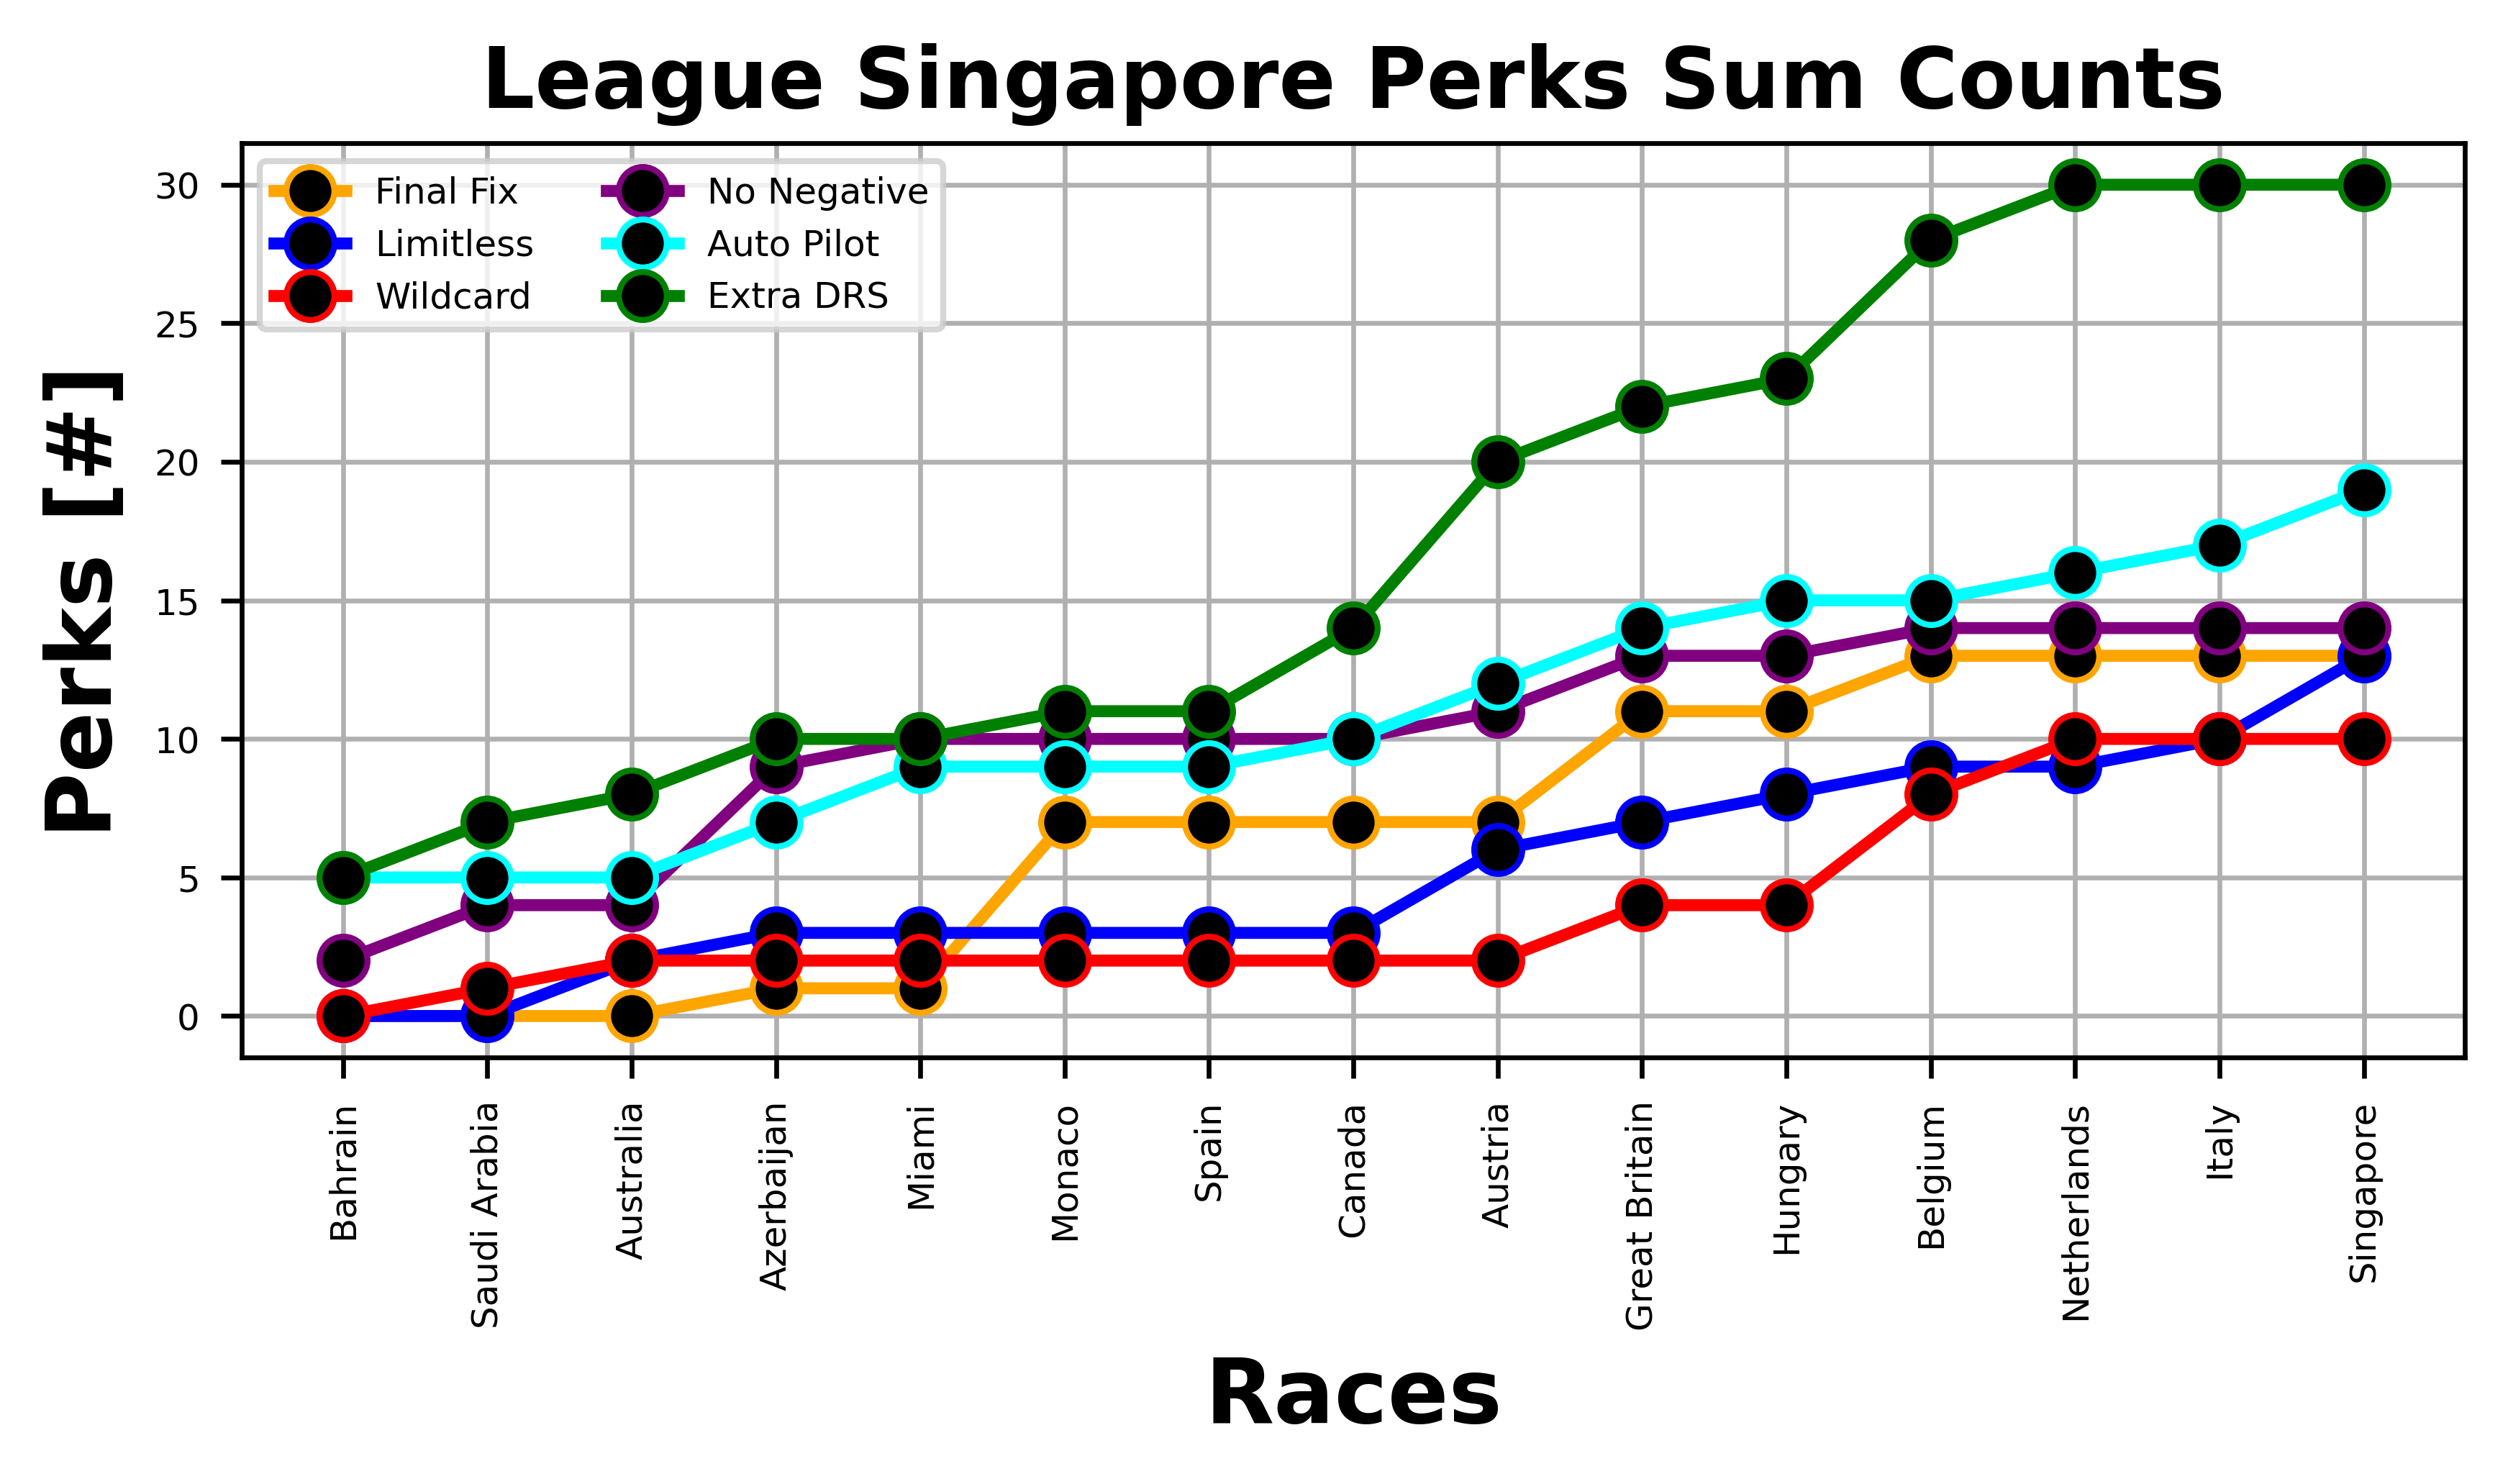 League Singapore Perks Sum Counts
Final Fix
Limitless
Wildcard
No Negative
Auto Pilot
Extra DRS
Perks [#]
30
25
20
15
10
5
0
Bahrain
Saudi Arabia
Australia
Azerbaijan
Miami
Monaco
Spain
Canada
Austria
Great Britain
Hungary
Belgium
Netherlands
Italy
Singapore
Races